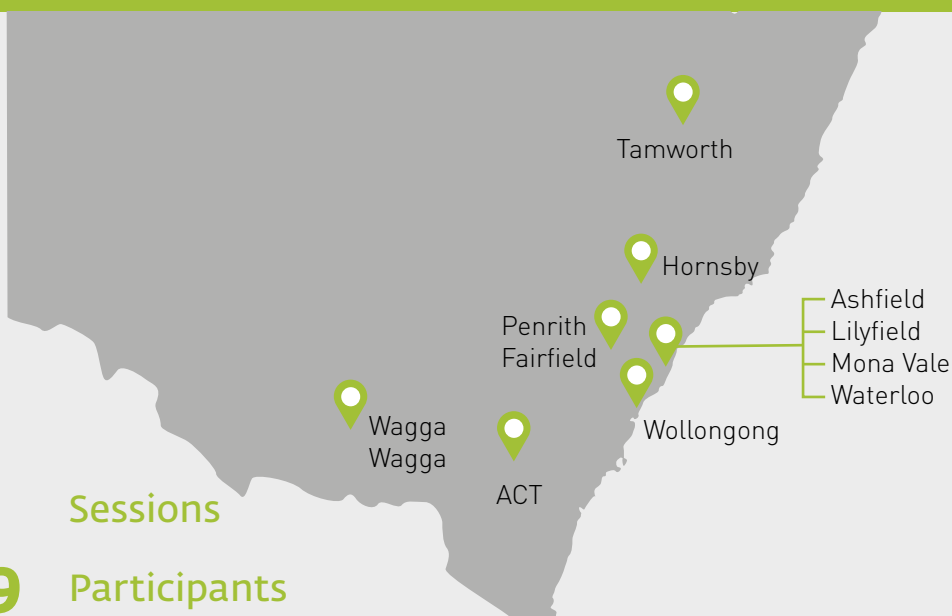 Tamworth
Hornsby
Penrith
Fairfield
Ashfield
Lilyfield
Mona Vale
Waterloo
Wagga
Wagga
Wollongong
ACT
Sessions
Participants